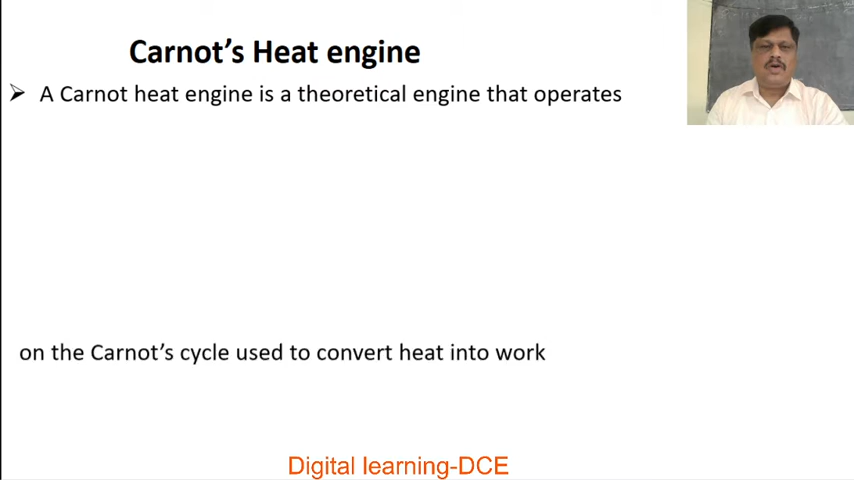 Carnot’s Heat engine
➢ A Carnot heat engine is a theoretical engine that operates
on the Carnot’s cycle used to convert heat into work
Digital learning-DCE